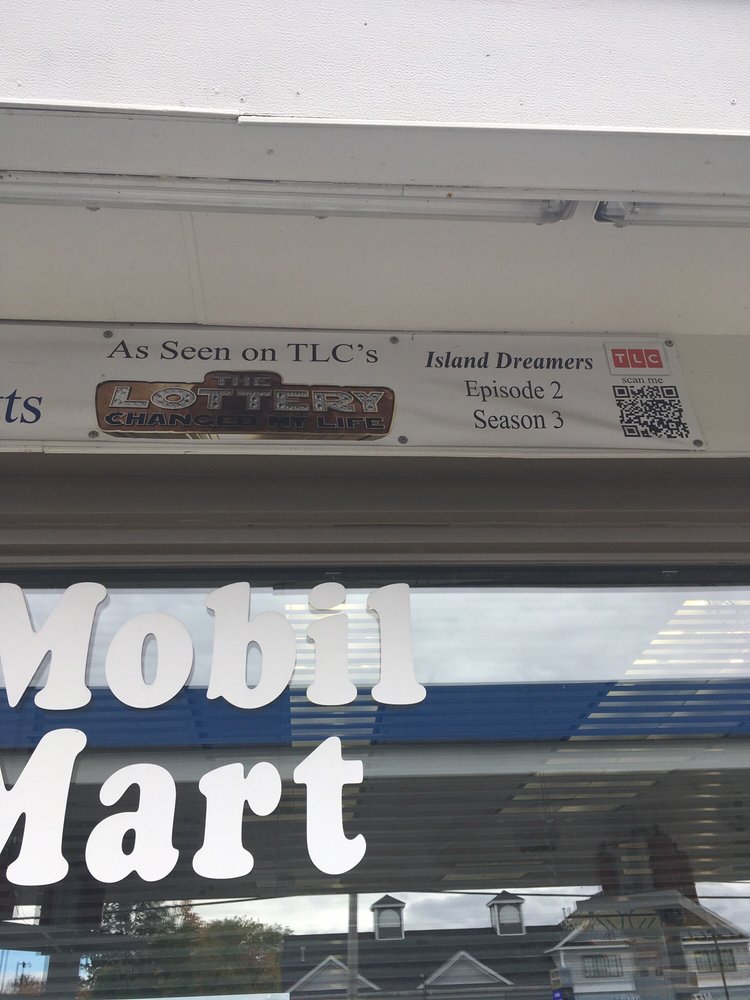 As Seen on TLC's
THE
LOTTERY
CHANGED MY LIFE
tts
Island Dreamers
Episode 2
Season 3
TLC
scan me
Mobil
Mart